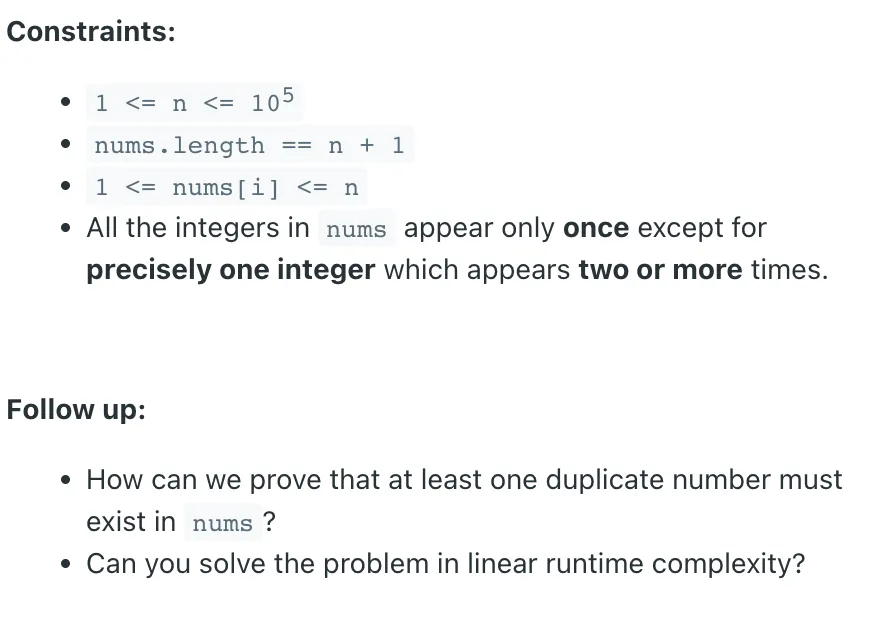 Constraints:
• 1 <= n <= 10⁵
• nums.length == n + 1
• 1 <= nums[i] <= n
• All the integers in nums appear only once except for
precisely one integer which appears two or more times.
Follow up:
• How can we prove that at least one duplicate number must
exist in nums ?
• Can you solve the problem in linear runtime complexity?